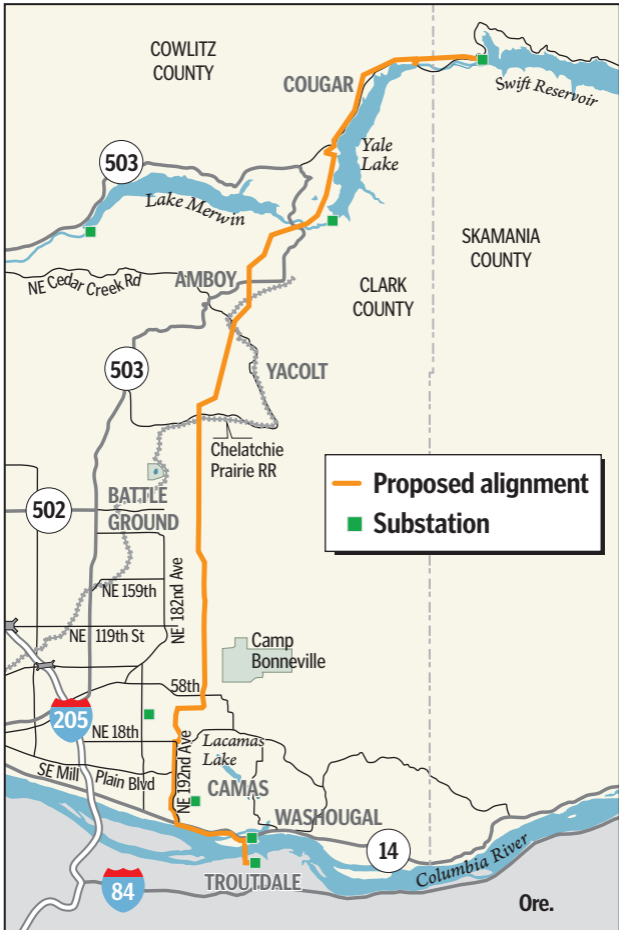 COWLITZ
COUNTY
COUGAR
Swift Reservoir
Yale
Lake
503
Lake Merwin
SKAMANIA
COUNTY
AMBOY
NE Cedar Creek Rd
CLARK
COUNTY
503
YACOLT
Chelatchie
Prairie RR
Proposed alignment
Substation
BATTLE
GROUND
502
NE 182nd Ave
NE 159th
NE 119th St
Camp
Bonneville
58th
205
NE 18th
NE 192nd Ave
Lacamas
Lake
SE Mill Plain Blvd
CAMAS
WASHOUGAL
14
Columbia River
TROUTDALE
84
Ore.